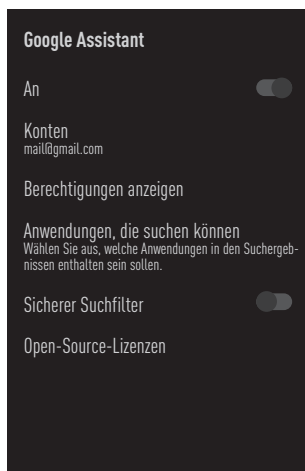 Google Assistant
An
Konten
mail@gmail.com
Berechtigungen anzeigen
Anwendungen, die suchen können
Wählen Sie aus, welche Anwendungen in den Suchergeb-
nissen enthalten sein sollen.
Sicherer Suchfilter
Open-Source-Lizenzen